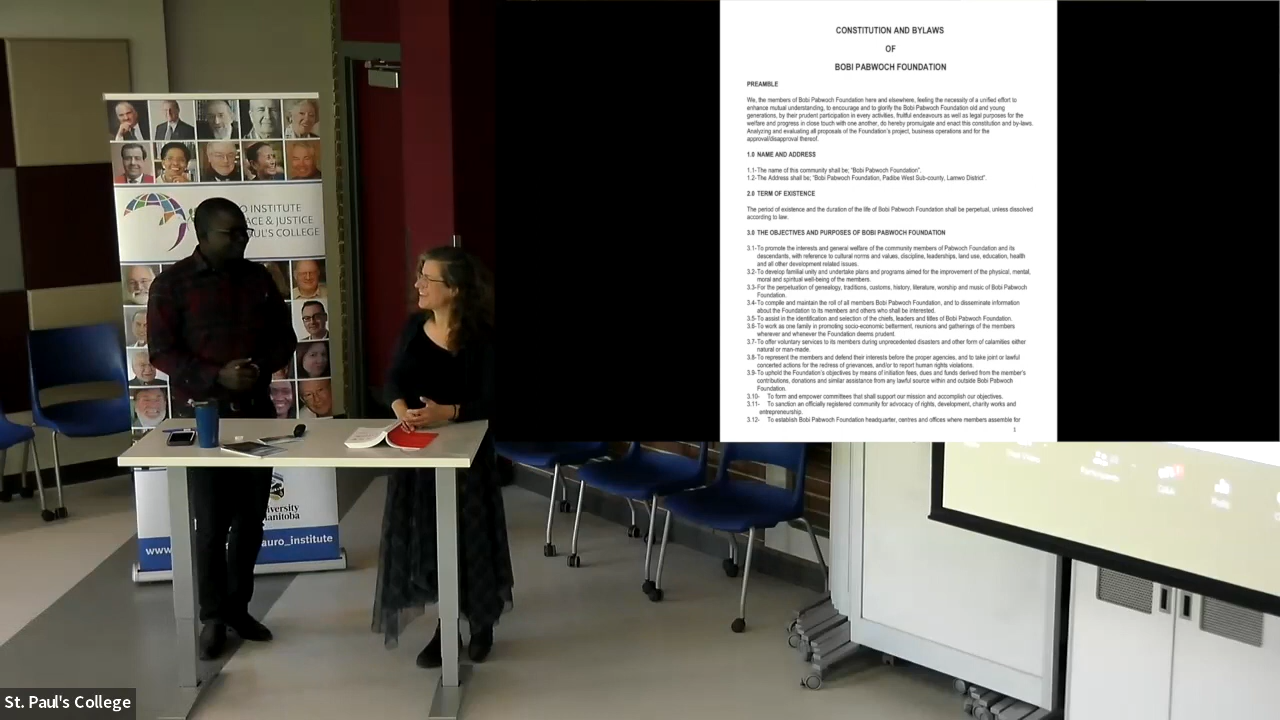 CONSTITUTION AND BYLAWS
OF
BOBI PABWOCH FOUNDATION
PREAMBLE
We, the members of Bobi Pabwoch Foundation here and elsewhere, feeling the necessity of a unified effort to
enhance mutual understanding, to encourage and to glorify the Bobi Pabwoch Foundation old and young
generations, by their prudent participation in every activities, fruitful endeavours as well as legal purposes for the
welfare and progress in close touch with one another, do hereby promulgate and enact this constitution and by-laws.
Analyzing and evaluating all proposals of the Foundation's project, business operations and for the
approval/disapproval thereof.
1.0 NAME AND ADDRESS
1.1-The name of this community shall be; "Bobi Pabwoch Foundation".
1.2-The Address shall be; "Bobi Pabwoch Foundation, Padibe West Sub-county, Lamwo District".
2.0 TERM OF EXISTENCE
The period of existence and the duration of the life of Bobi Pabwoch Foundation shall be perpetual, unless dissolved
according to law.
3.0 THE OBJECTIVES AND PURPOSES OF BOBI PABWOCH FOUNDATION
3.1-To promote the interests and general welfare of the community members of Pabwoch Foundation and its
descendants, with reference to cultural norms and values, discipline, leaderships, land use, education, health
and all other development related issues.
3.2-To develop familial unity and undertake plans and programs aimed for the improvement of the physical, mental,
moral and spiritual well-being of the members.
3.3-For the perpetuation of genealogy, traditions, customs, history, literature, worship and music of Bobi Pabwoch
Foundation.
3.4-To compile and maintain the roll of all members Bobi Pabwoch Foundation, and to disseminate information
about the Foundation to its members and others who shall be interested.
3.5-To assist in the identification and selection of the chiefs, leaders and titles of Bobi Pabwoch Foundation.
3.6-To work as one family in promoting socio-economic betterment, reunions and gatherings of the members
wherever and whenever the Foundation deems prudent.
3.7-To offer voluntary services to its members during unprecedented disasters and other form of calamities either
natural or man-made.
3.8-To represent the members and defend their interests before the proper agencies, and to take joint or lawful
concerted actions for the redress of grievances, and/or to report human rights violations.
3.9-To uphold the Foundation's objectives by means of initiation fees, dues and funds derived from the member's
contributions, donations and similar assistance from any lawful source within and outside Bobi Pabwoch
Foundation.
3.10- To form and empower committees that shall support our mission and accomplish our objectives.
3.11- To sanction an officially registered community for advocacy of rights, development, charity works and
entrepreneurship.
3.12- To establish Bobi Pabwoch Foundation headquarter, centres and offices where members assemble for
1
O INSTITUTE
ACE & JUSTICE
PAUL'S COLLEGE
iversity
anitoba
www
auro_institute
St. Paul's College